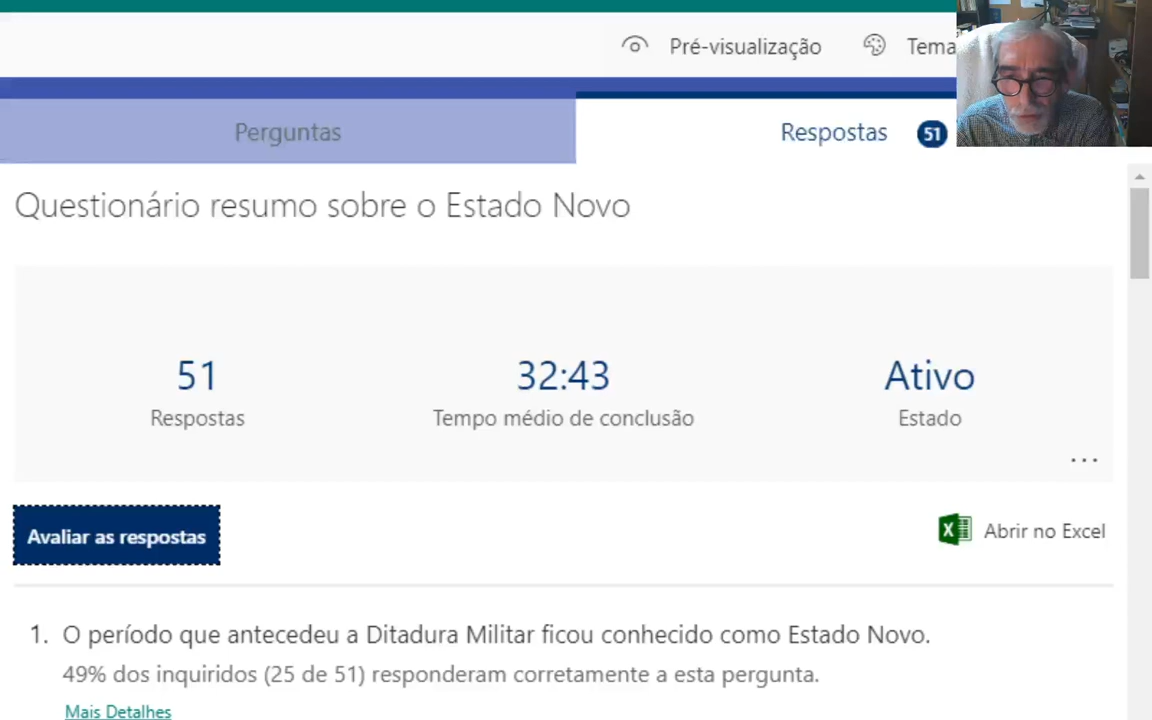 Pré-visualização
Tema
Perguntas
Respostas 51
Questionário resumo sobre o Estado Novo
51
Respostas
32:43
Tempo médio de conclusão
Ativo
Estado
...
Avaliar as respostas
Abrir no Excel
1. O período que antecedeu a Ditadura Militar ficou conhecido como Estado Novo.
49% dos inquiridos (25 de 51) responderam corretamente a esta pergunta.
Mais Detalhes